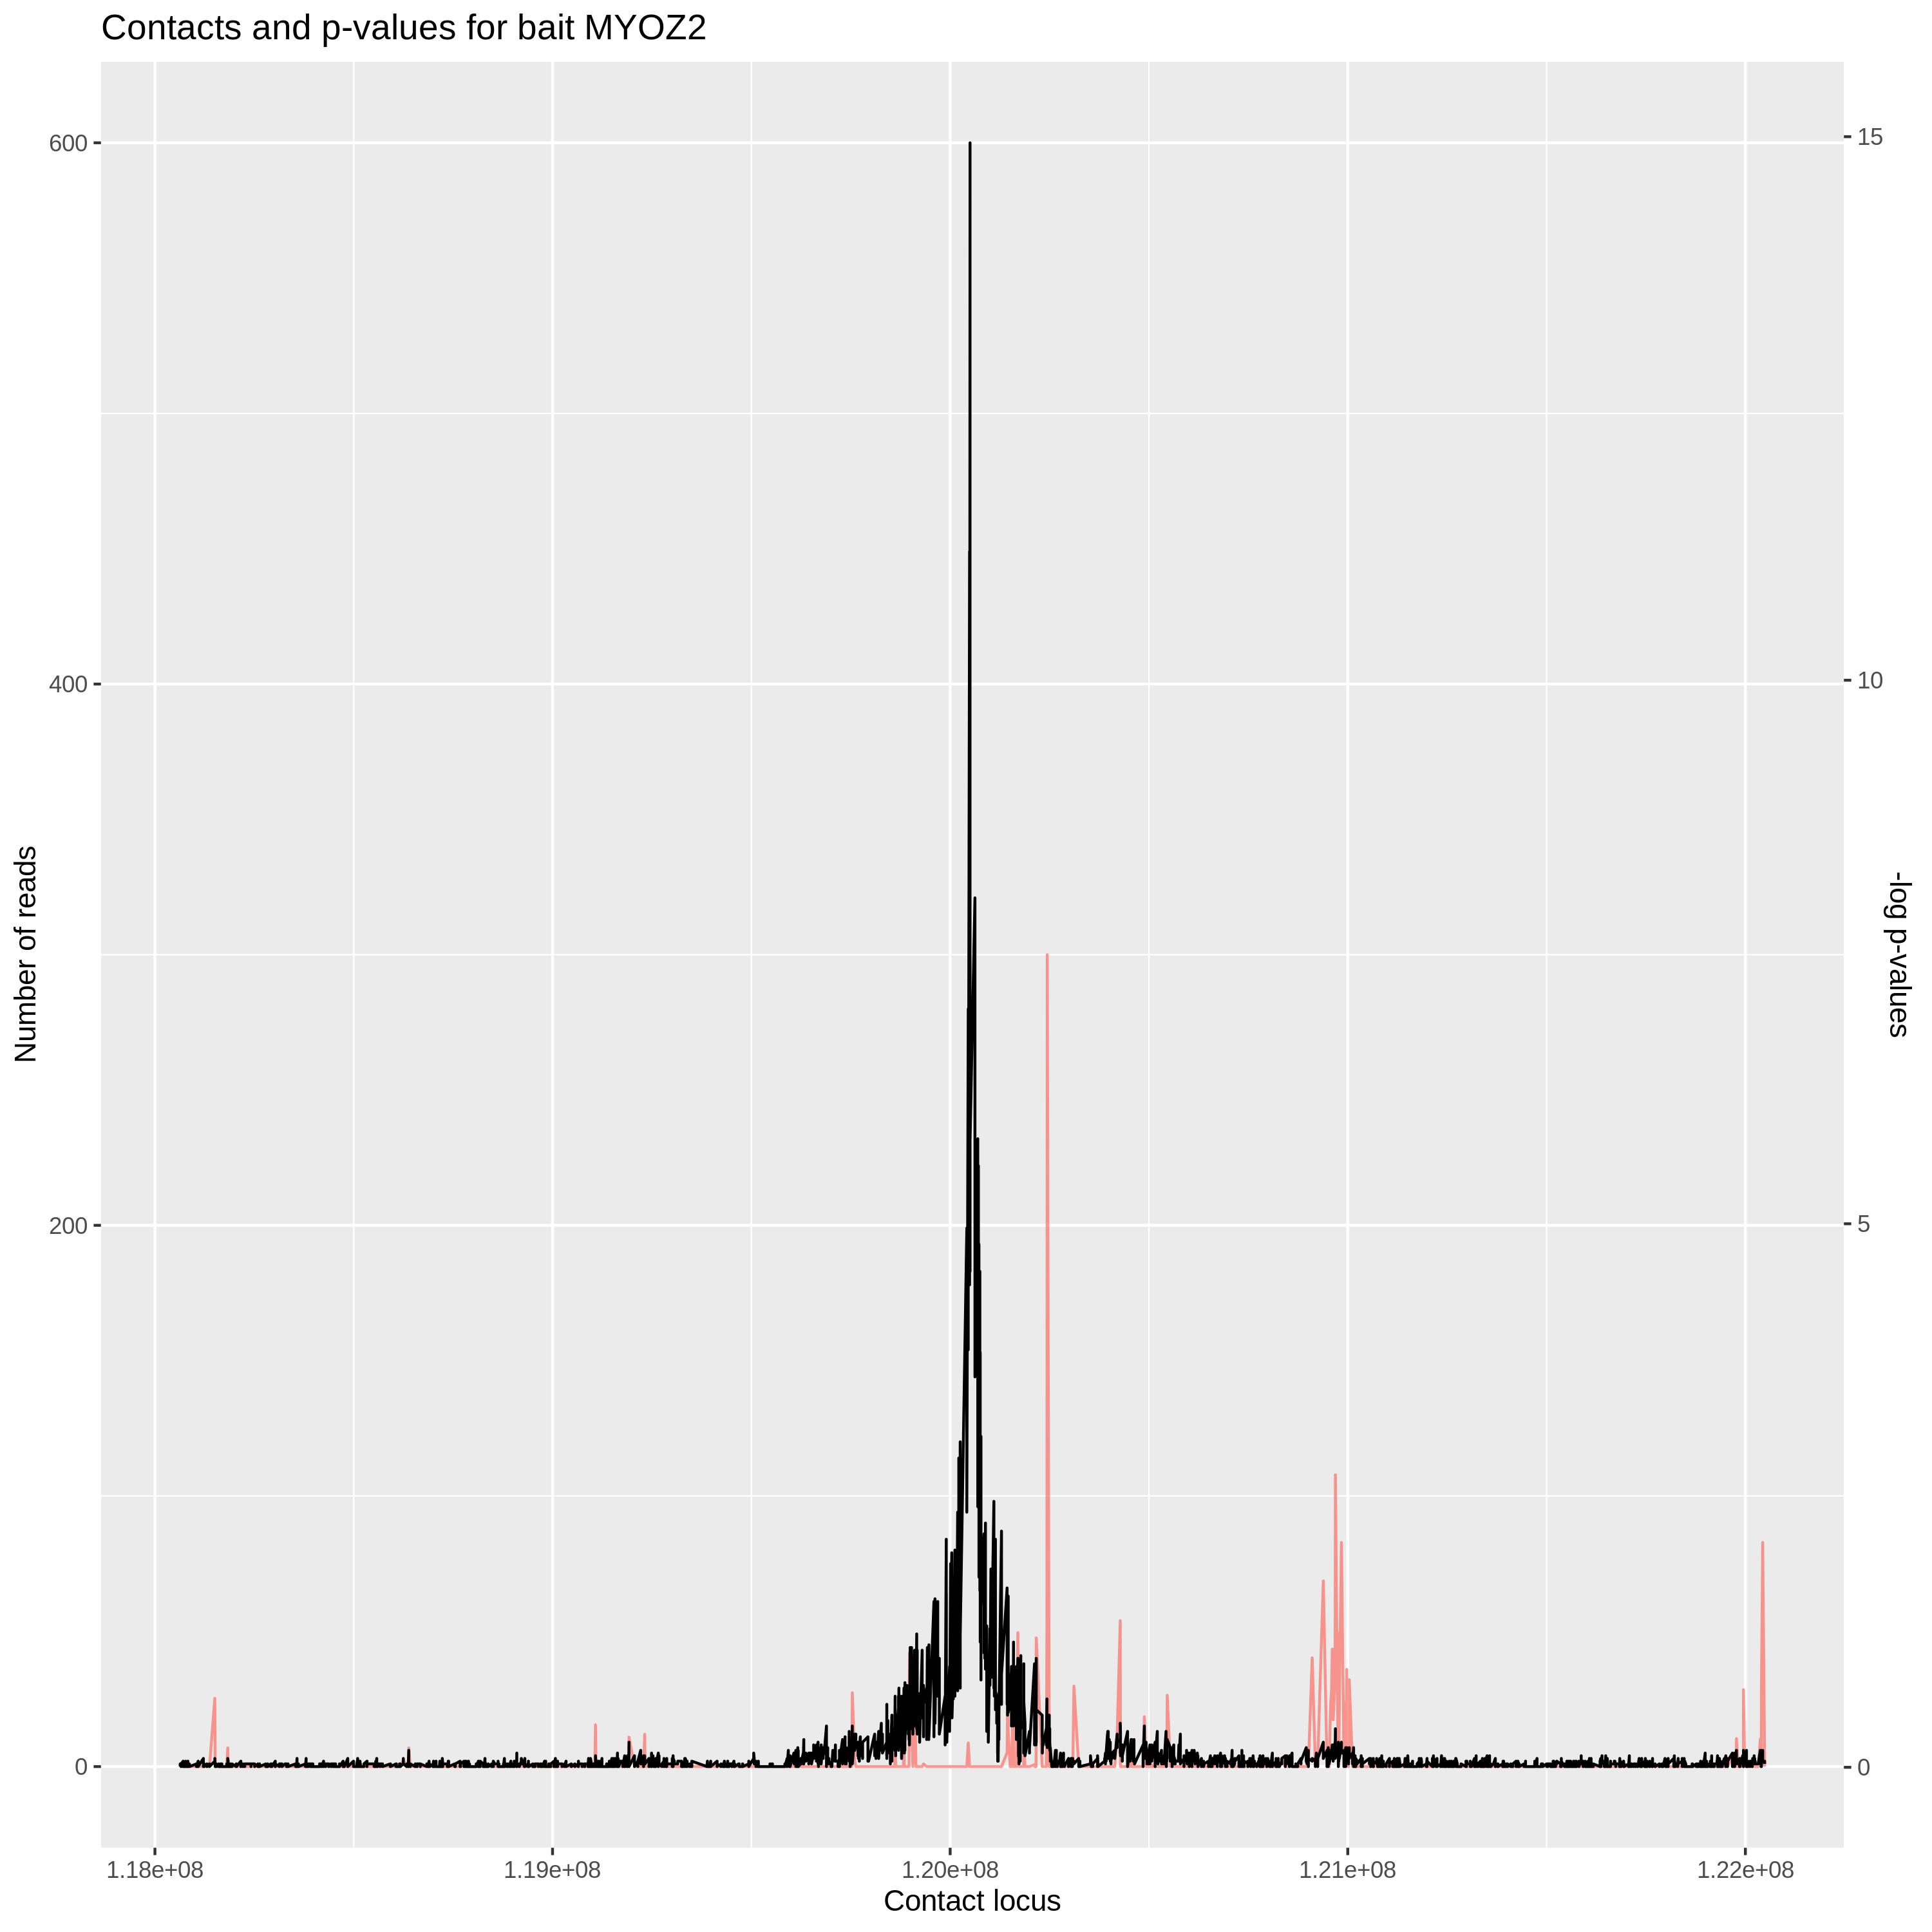 Contacts and p-values for bait MYOZ2
600
400
200
0
Number of reads
15
10
5
0
-log p-values
1.18e+08
1.19e+08
1.20e+08
1.21e+08
1.22e+08
Contact locus